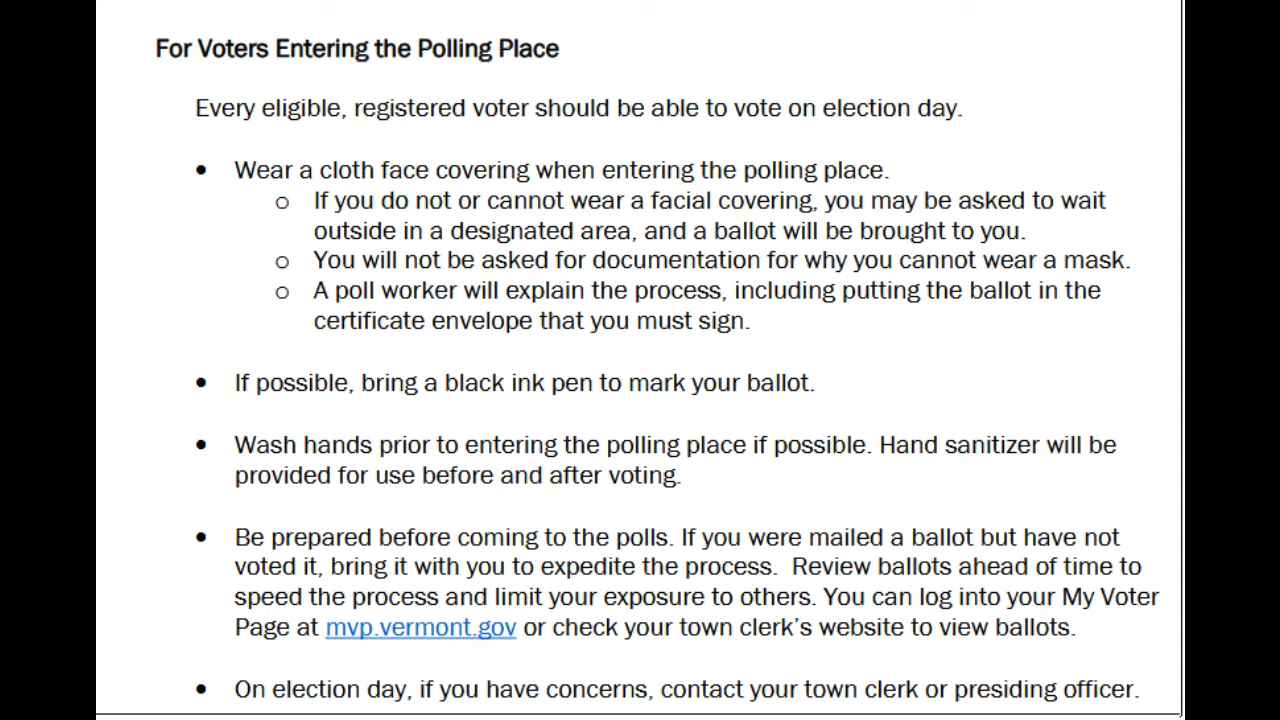 For Voters Entering the Polling Place
Every eligible, registered voter should be able to vote on election day.
• Wear a cloth face covering when entering the polling place.
o If you do not or cannot wear a facial covering, you may be asked to wait
outside in a designated area, and a ballot will be brought to you.
o You will not be asked for documentation for why you cannot wear a mask.
o A poll worker will explain the process, including putting the ballot in the
certificate envelope that you must sign.
• If possible, bring a black ink pen to mark your ballot.
• Wash hands prior to entering the polling place if possible. Hand sanitizer will be
provided for use before and after voting.
• Be prepared before coming to the polls. If you were mailed a ballot but have not
voted it, bring it with you to expedite the process.  Review ballots ahead of time to
speed the process and limit your exposure to others. You can log into your My Voter
Page at mvp.vermont.gov or check your town clerk's website to view ballots.
• On election day, if you have concerns, contact your town clerk or presiding officer.